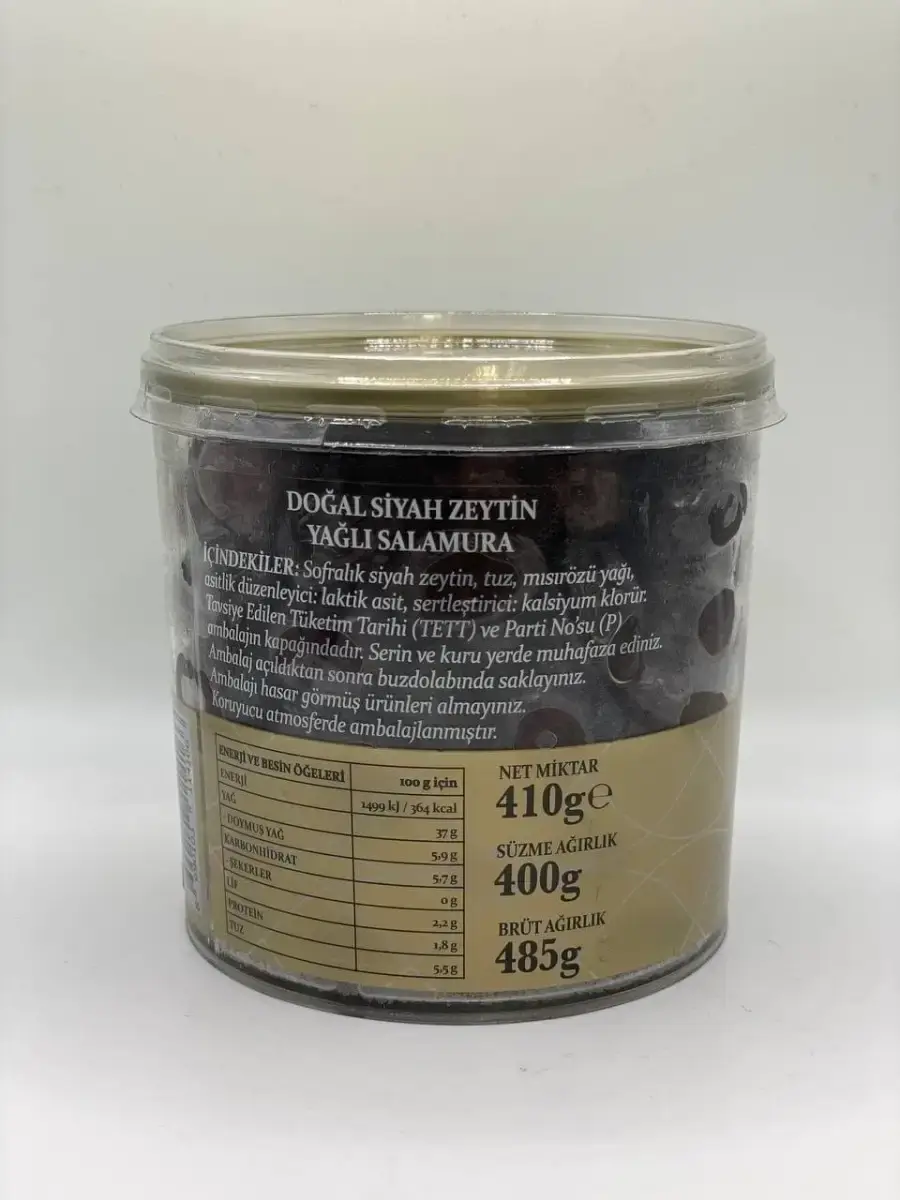 DOĞAL SİYAH ZEYTİN
YAĞLI SALAMURA
İÇİNDEKİLER: Sofralık siyah zeytin, tuz, mısırözü yağı,
asitlik düzenleyici: laktik asit, sertleştirici: kalsiyum klorür.
Tavsiye Edilen Tüketim Tarihi (TETT) ve Parti No'su (P)
ambalajın kapağındadır. Serin ve kuru yerde muhafaza ediniz.
Ambalaj açıldıktan sonra buzdolabında saklayınız.
Ambalajı hasar görmüş ürünleri almayınız.
Koruyucu atmosferde ambalajlanmıştır.
ENERJİ VE BESİN ÖĞELERİ 100 g için
ENERJİ 1499 kJ / 364 kcal
YAĞ 37 g
- DOYMUŞ YAĞ 5,9 g
KARBONHİDRAT 5,7 g
- ŞEKERLER 0 g
LİF 2,2 g
PROTEİN 1,8 g
TUZ 5,5 g
NET MİKTAR
410g℮
SÜZME AĞIRLIK
400g
BRÜT AĞIRLIK
485g